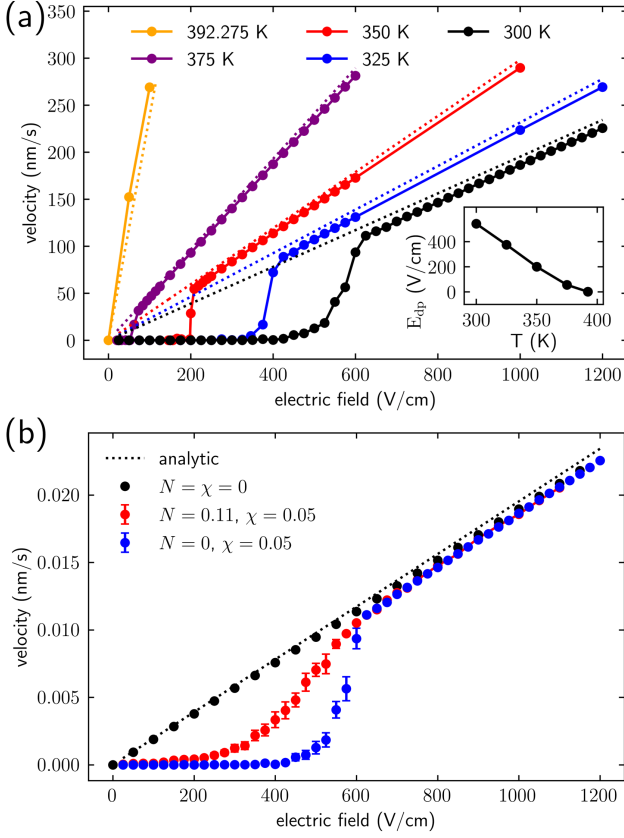 (a)
392.275 K
375 K
350 K
325 K
300 K
velocity (nm/s)
350
300
250
200
150
100
50
0
0 200 400 600 800 1000 1200
electric field (V/cm)
E_dp (V/cm)
400
200
0
300 350 400
T (K)
(b)
analytic
N = χ = 0
N = 0.11, χ = 0.05
N = 0, χ = 0.05
velocity (nm/s)
0.020
0.015
0.010
0.005
0.000
0 200 400 600 800 1000 1200
electric field (V/cm)